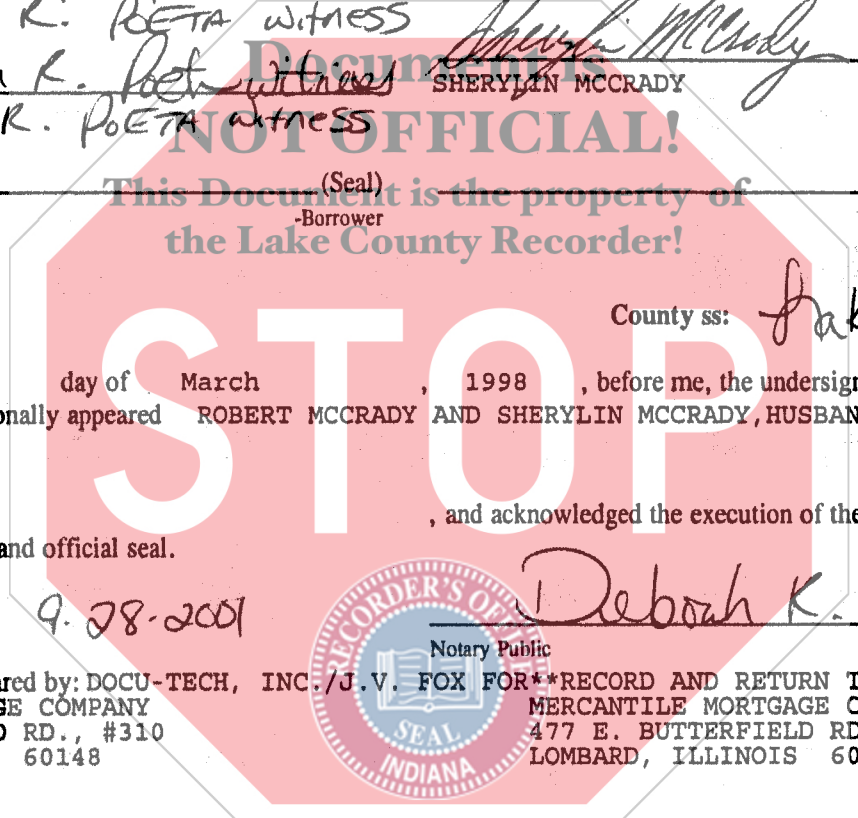 R. POETA witness
R. Poeta witness
SHERYLIN MCCRADY
R. POETA witness
Document is
NOT OFFICIAL!
(Seal)
This Document is the property of
-Borrower
the Lake County Recorder!
County ss:
STOP
day of March , 1998 , before me, the undersign
onally appeared ROBERT MCCRADY AND SHERYLIN MCCRADY,HUSBAN
, and acknowledged the execution of the
and official seal.
9-28-2001
Deborah K.
Notary Public
RECORDER'S OFFICE
SEAL
INDIANA
ared by: DOCU-TECH, INC./J.V. FOX FOR**RECORD AND RETURN T
GE COMPANY MERCANTILE MORTGAGE C
D RD., #310 477 E. BUTTERFIELD RD
60148 LOMBARD, ILLINOIS 60